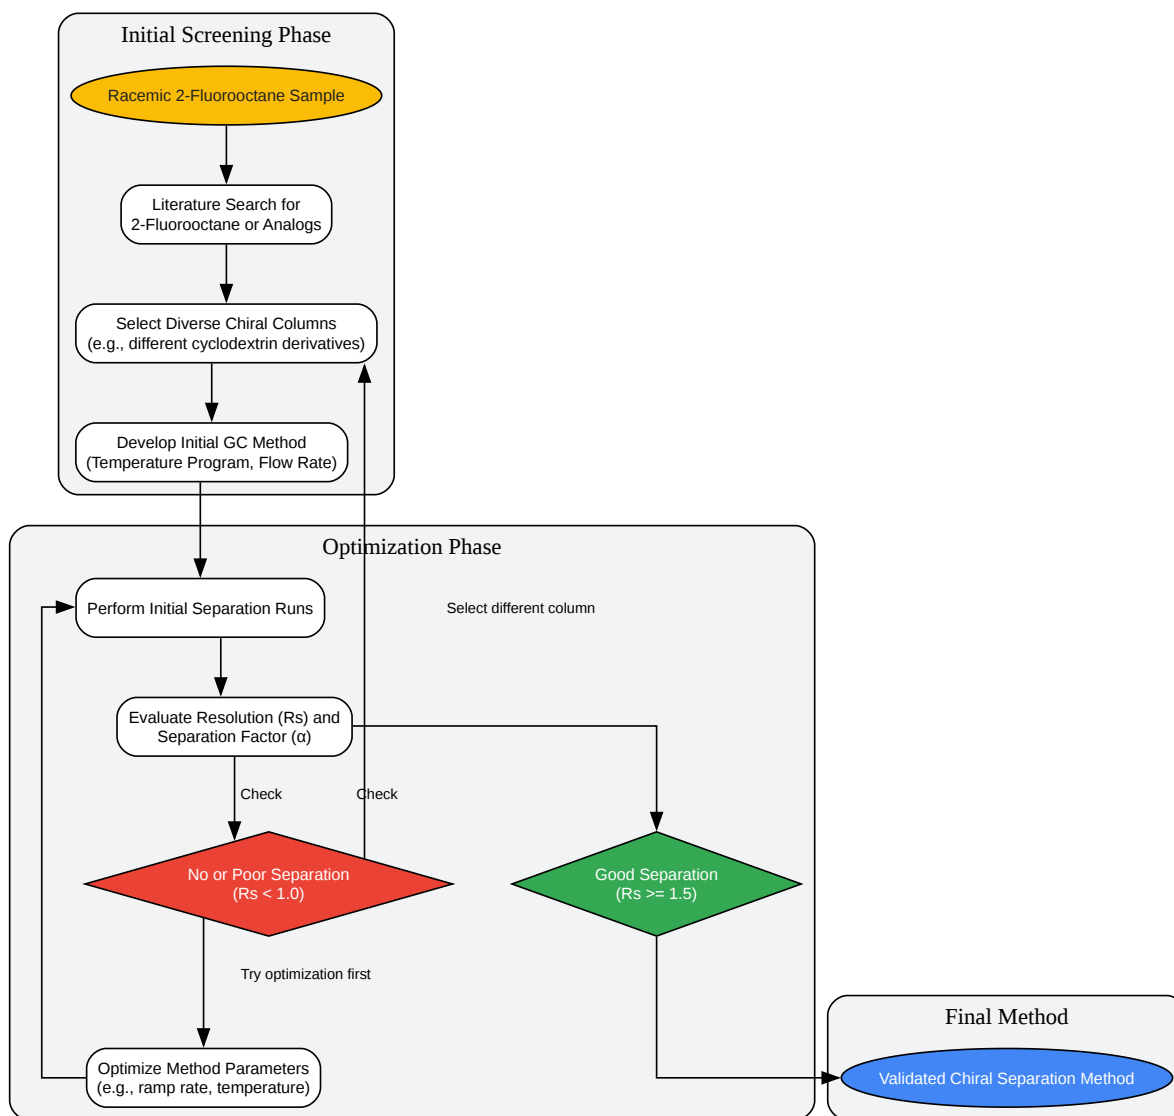 Initial Screening Phase
Racemic 2-Fluorooctane Sample
Literature Search for
2-Fluorooctane or Analogs
Select Diverse Chiral Columns
(e.g., different cyclodextrin derivatives)
Develop Initial GC Method
(Temperature Program, Flow Rate)
Optimization Phase
Perform Initial Separation Runs
Select different column
Evaluate Resolution (Rs) and
Separation Factor (α)
Check
Check
No or Poor Separation
(Rs < 1.0)
Good Separation
(Rs >= 1.5)
Try optimization first
Optimize Method Parameters
(e.g., ramp rate, temperature)
Final Method
Validated Chiral Separation Method